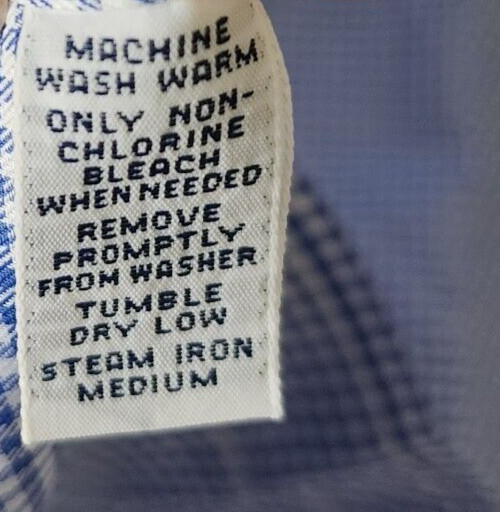 MACHINE
WASH WARM
ONLY NON-
CHLORINE
BLEACH
WHEN NEEDED
REMOVE
PROMPTLY
FROM WASHER
TUMBLE
DRY LOW
STEAM IRON
MEDIUM